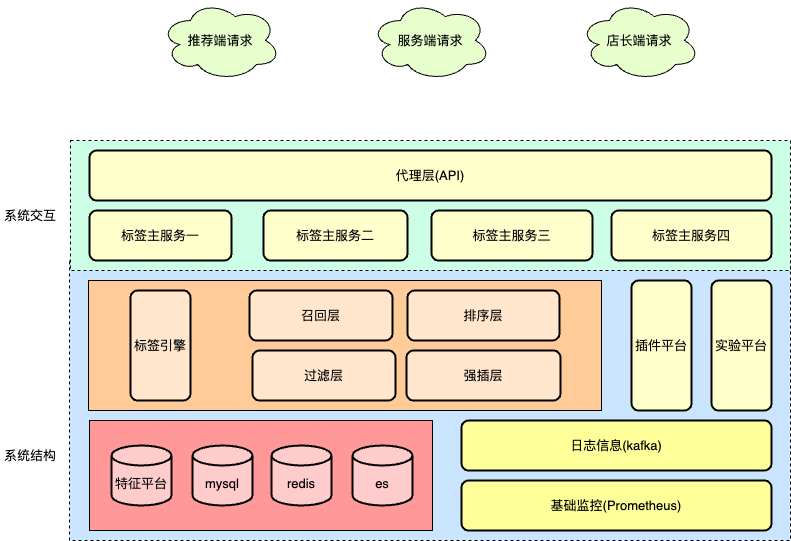 推荐端请求
服务端请求
店长端请求
代理层(API)
系统交互
标签主服务一
标签主服务二
标签主服务三
标签主服务四
标签引擎
召回层
排序层
过滤层
强插层
插件平台
实验平台
系统结构
特征平台
mysql
redis
es
日志信息(kafka)
基础监控(Prometheus)